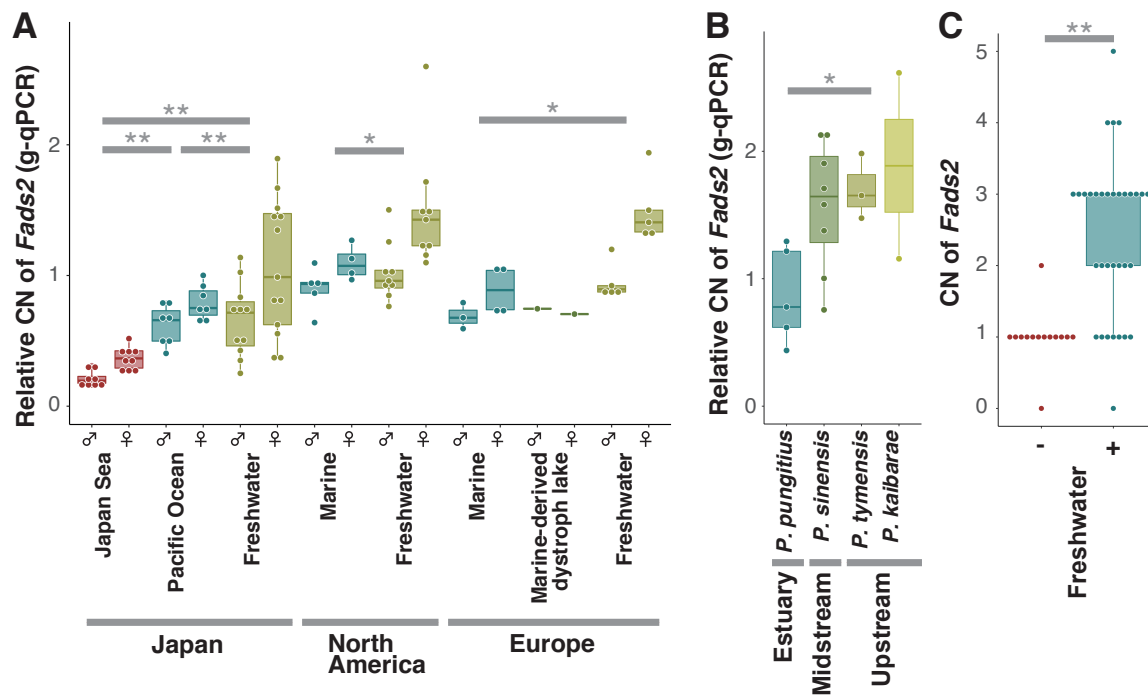 A
Relative CN of Fads2 (g-qPCR)
2
1
0
**
**
**
*
*
♂ ♀ ♂ ♀ ♂ ♀ ♂ ♀ ♂ ♀ ♂ ♀ ♂ ♀ ♂ ♀
Japan Sea
Pacific Ocean
Freshwater
Marine
Freshwater
Marine
Marine-derived
dystroph lake
Freshwater
Japan
North
America
Europe
B
Relative CN of Fads2 (g-qPCR)
2
1
0
*
P. pungitius
P. sinensis
P. tymensis
P. kaibarae
Estuary
Midstream
Upstream
C
CN of Fads2
5
4
3
2
1
0
**
- +
Freshwater